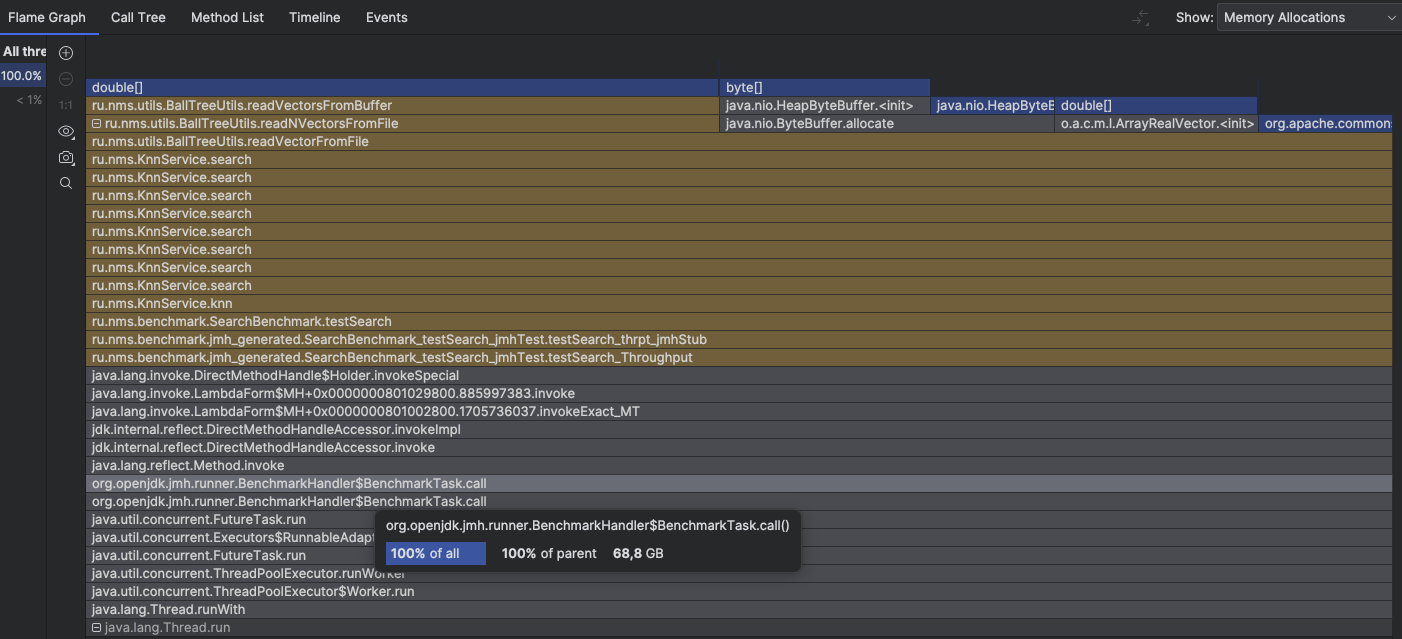 Flame Graph Call Tree Method List Timeline Events Show: Memory Allocations
All thre
100.0%
< 1%
1:1
double[] byte[]
ru.nms.utils.BallTreeUtils.readVectorsFromBuffer java.nio.HeapByteBuffer.<init> java.nio.HeapByteB double[]
ru.nms.utils.BallTreeUtils.readNVectorsFromFile java.nio.ByteBuffer.allocate o.a.c.m.l.ArrayRealVector.<init> org.apache.commons
ru.nms.utils.BallTreeUtils.readVectorFromFile
ru.nms.KnnService.search
ru.nms.KnnService.search
ru.nms.KnnService.search
ru.nms.KnnService.search
ru.nms.KnnService.search
ru.nms.KnnService.search
ru.nms.KnnService.search
ru.nms.KnnService.search
ru.nms.KnnService.knn
ru.nms.benchmark.SearchBenchmark.testSearch
ru.nms.benchmark.jmh_generated.SearchBenchmark_testSearch_jmhTest.testSearch_thrpt_jmhStub
ru.nms.benchmark.jmh_generated.SearchBenchmark_testSearch_jmhTest.testSearch_Throughput
java.lang.invoke.DirectMethodHandle$Holder.invokeSpecial
java.lang.invoke.LambdaForm$MH+0x0000000801029800.885997383.invoke
java.lang.invoke.LambdaForm$MH+0x0000000801002800.1705736037.invokeExact_MT
jdk.internal.reflect.DirectMethodHandleAccessor.invokeImpl
jdk.internal.reflect.DirectMethodHandleAccessor.invoke
java.lang.reflect.Method.invoke
org.openjdk.jmh.runner.BenchmarkHandler$BenchmarkTask.call
org.openjdk.jmh.runner.BenchmarkHandler$BenchmarkTask.call
java.util.concurrent.FutureTask.run
java.util.concurrent.Executors$RunnableAdapt
java.util.concurrent.FutureTask.run
java.util.concurrent.ThreadPoolExecutor.runWorker
java.util.concurrent.ThreadPoolExecutor$Worker.run
java.lang.Thread.runWith
java.lang.Thread.run
org.openjdk.jmh.runner.BenchmarkHandler$BenchmarkTask.call()
100% of all 100% of parent 68,8 GB